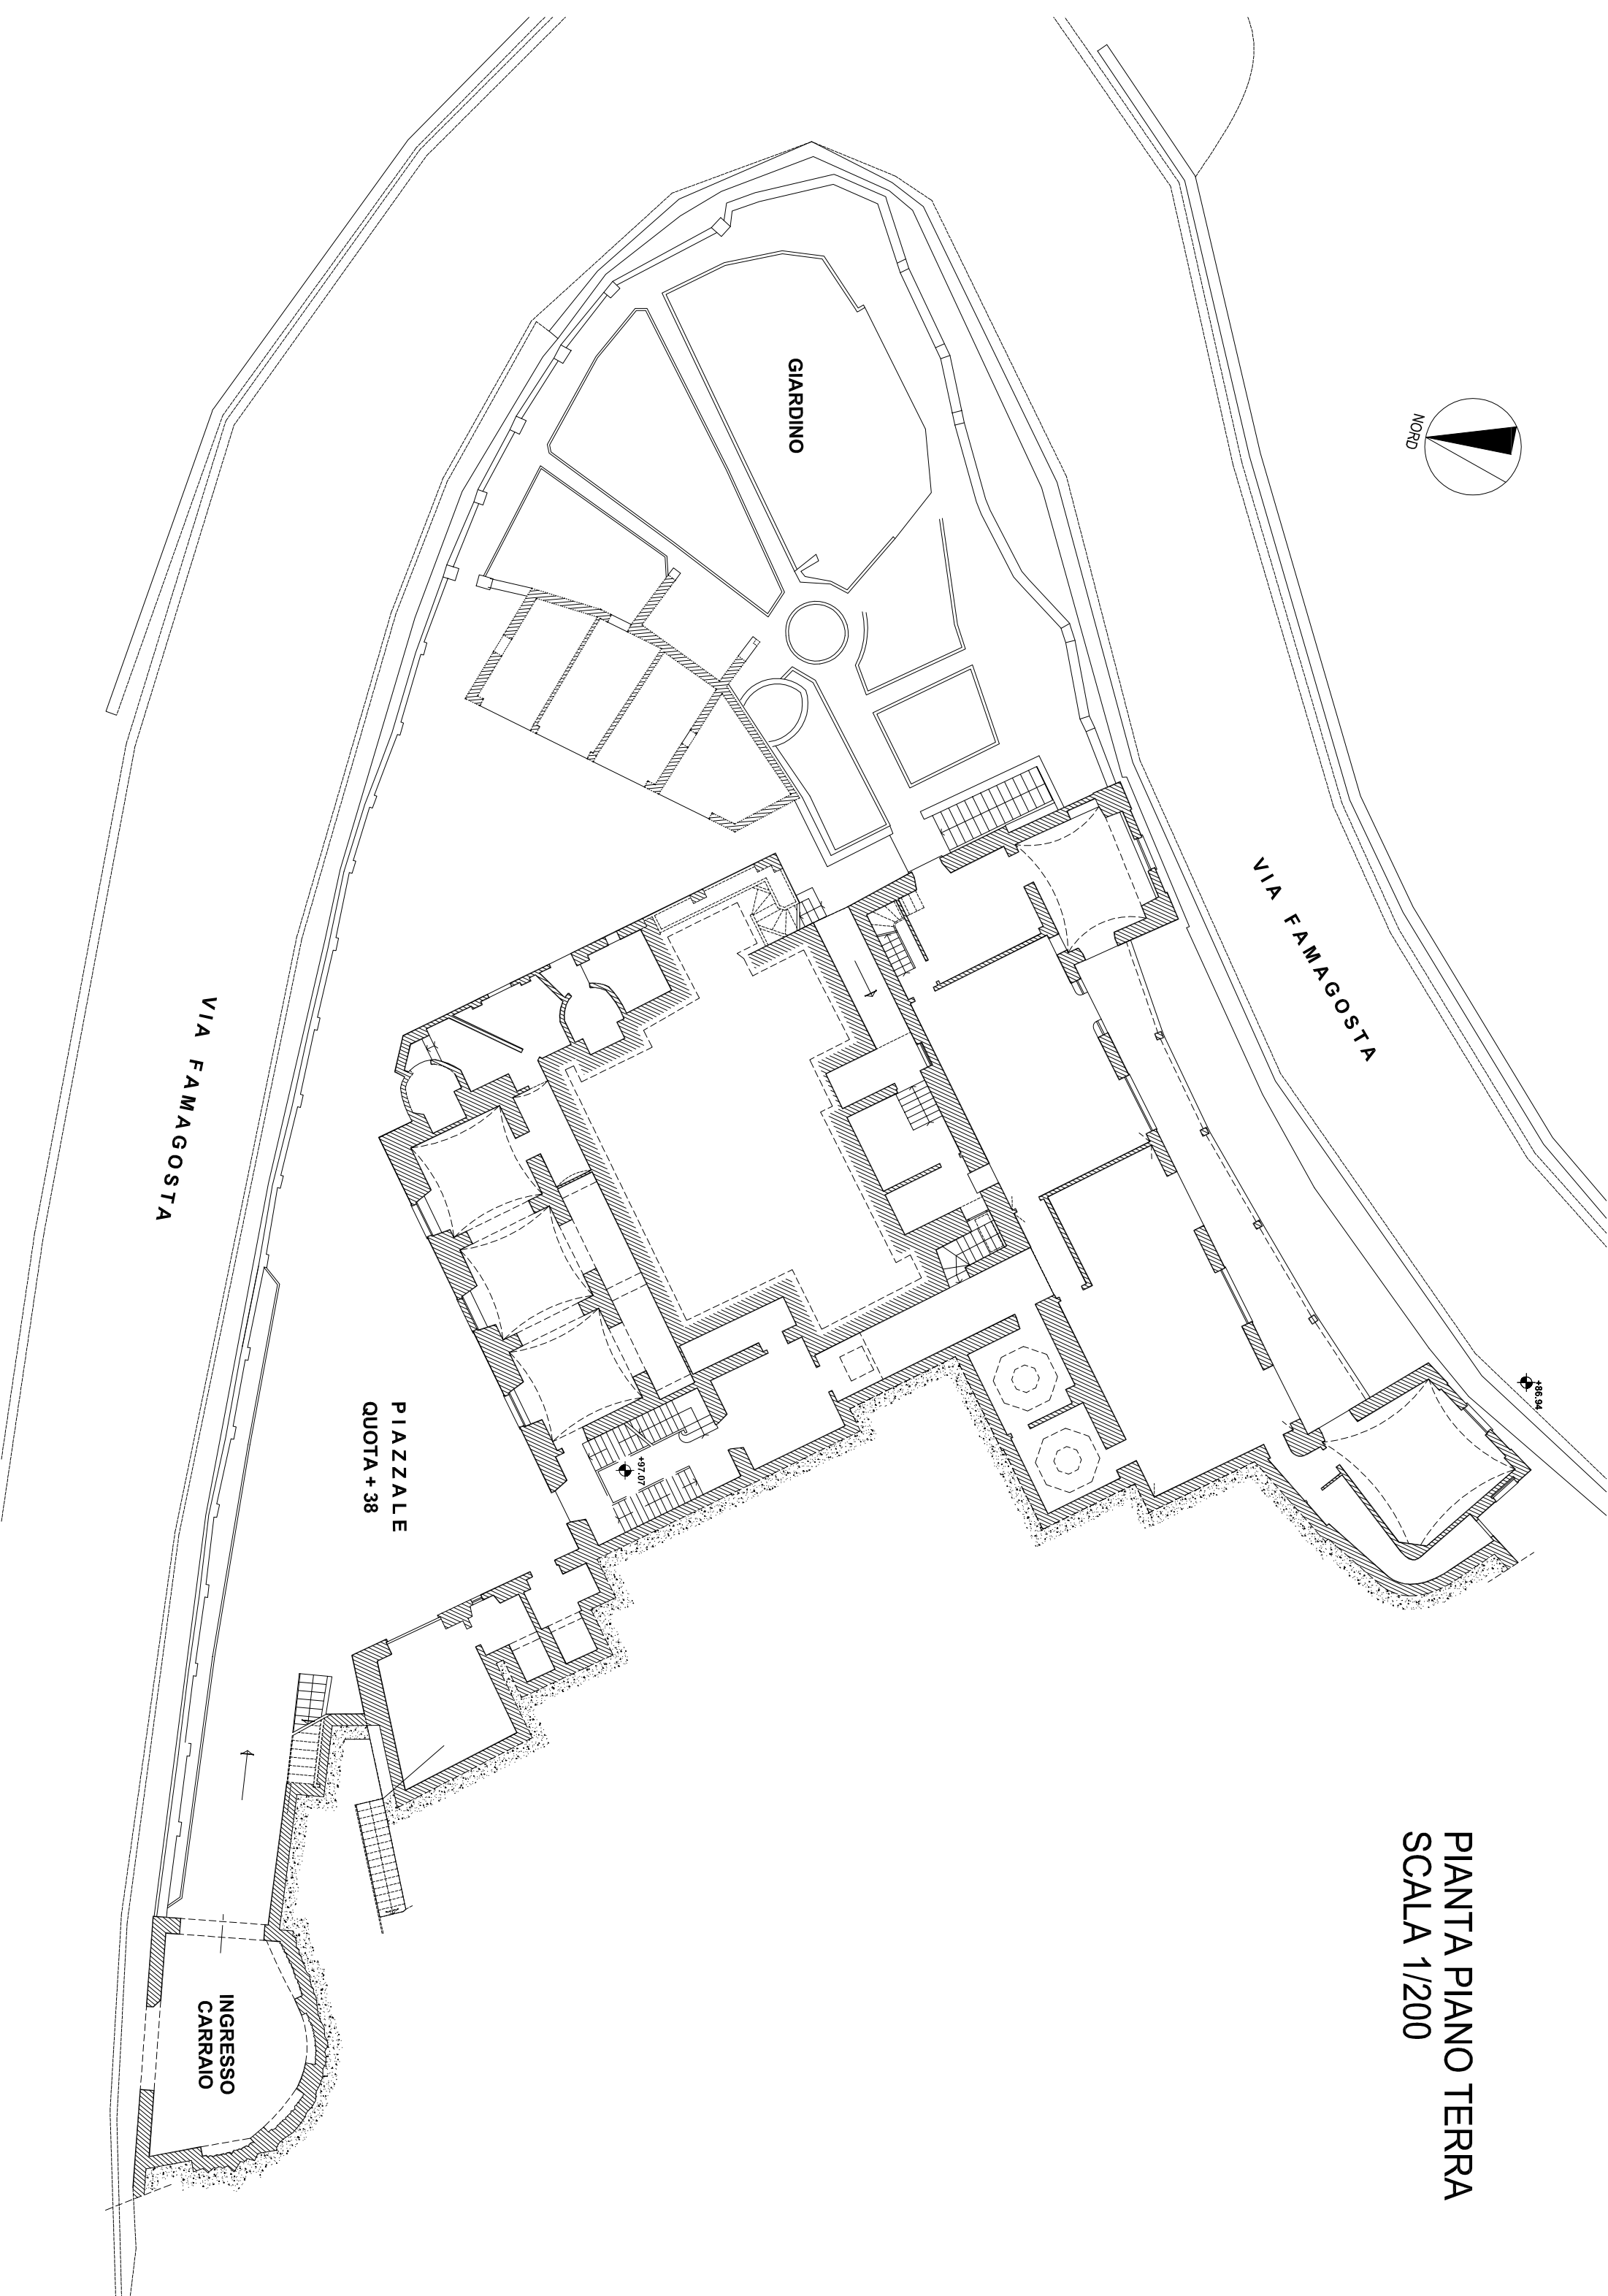 PIANTA PIANO TERRA
SCALA 1/200
NORD
VIA FAMAGOSTA
+86.94
GIARDINO
+97.07
PIAZZALE
QUOTA + 38
VIA FAMAGOSTA
INGRESSO
CARRAIO